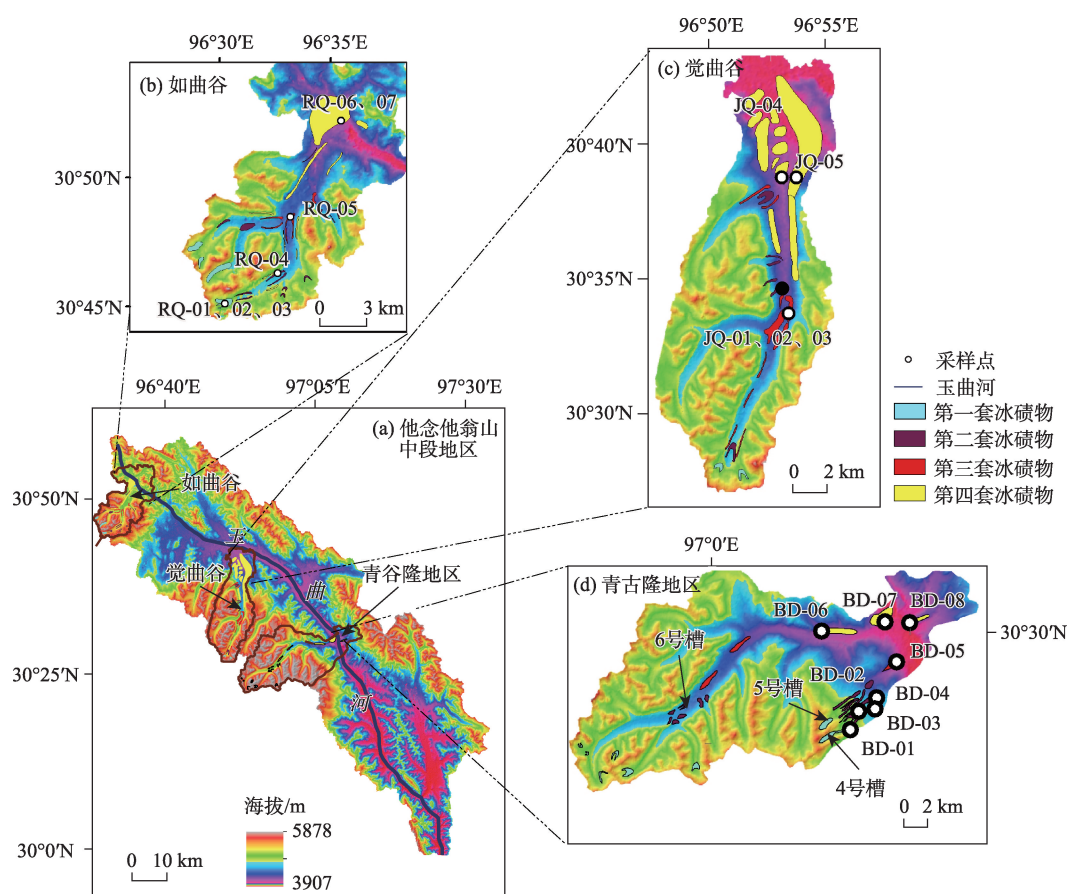 96°30′E
96°35′E
(b) 如曲谷
RQ-06、07
30°50′N
RQ-05
RQ-04
30°45′N
RQ-01、02、03
0
3 km
96°50′E
96°55′E
(c) 觉曲谷
JQ-04
30°40′N
JQ-05
30°35′N
JQ-01、02、03
30°30′N
0
2 km
采样点
玉曲河
第一套冰碛物
第二套冰碛物
第三套冰碛物
第四套冰碛物
96°40′E
97°05′E
97°30′E
(a) 他念他翁山
中段地区
30°50′N
如曲谷
玉
觉曲谷
曲
青谷隆地区
30°25′N
河
海拔/m
5878
3907
30°0′N
0
10 km
97°0′E
(d) 青古隆地区
BD-06
BD-07
BD-08
30°30′N
6号槽
BD-05
BD-02
5号槽
BD-04
BD-03
BD-01
4号槽
0
2 km